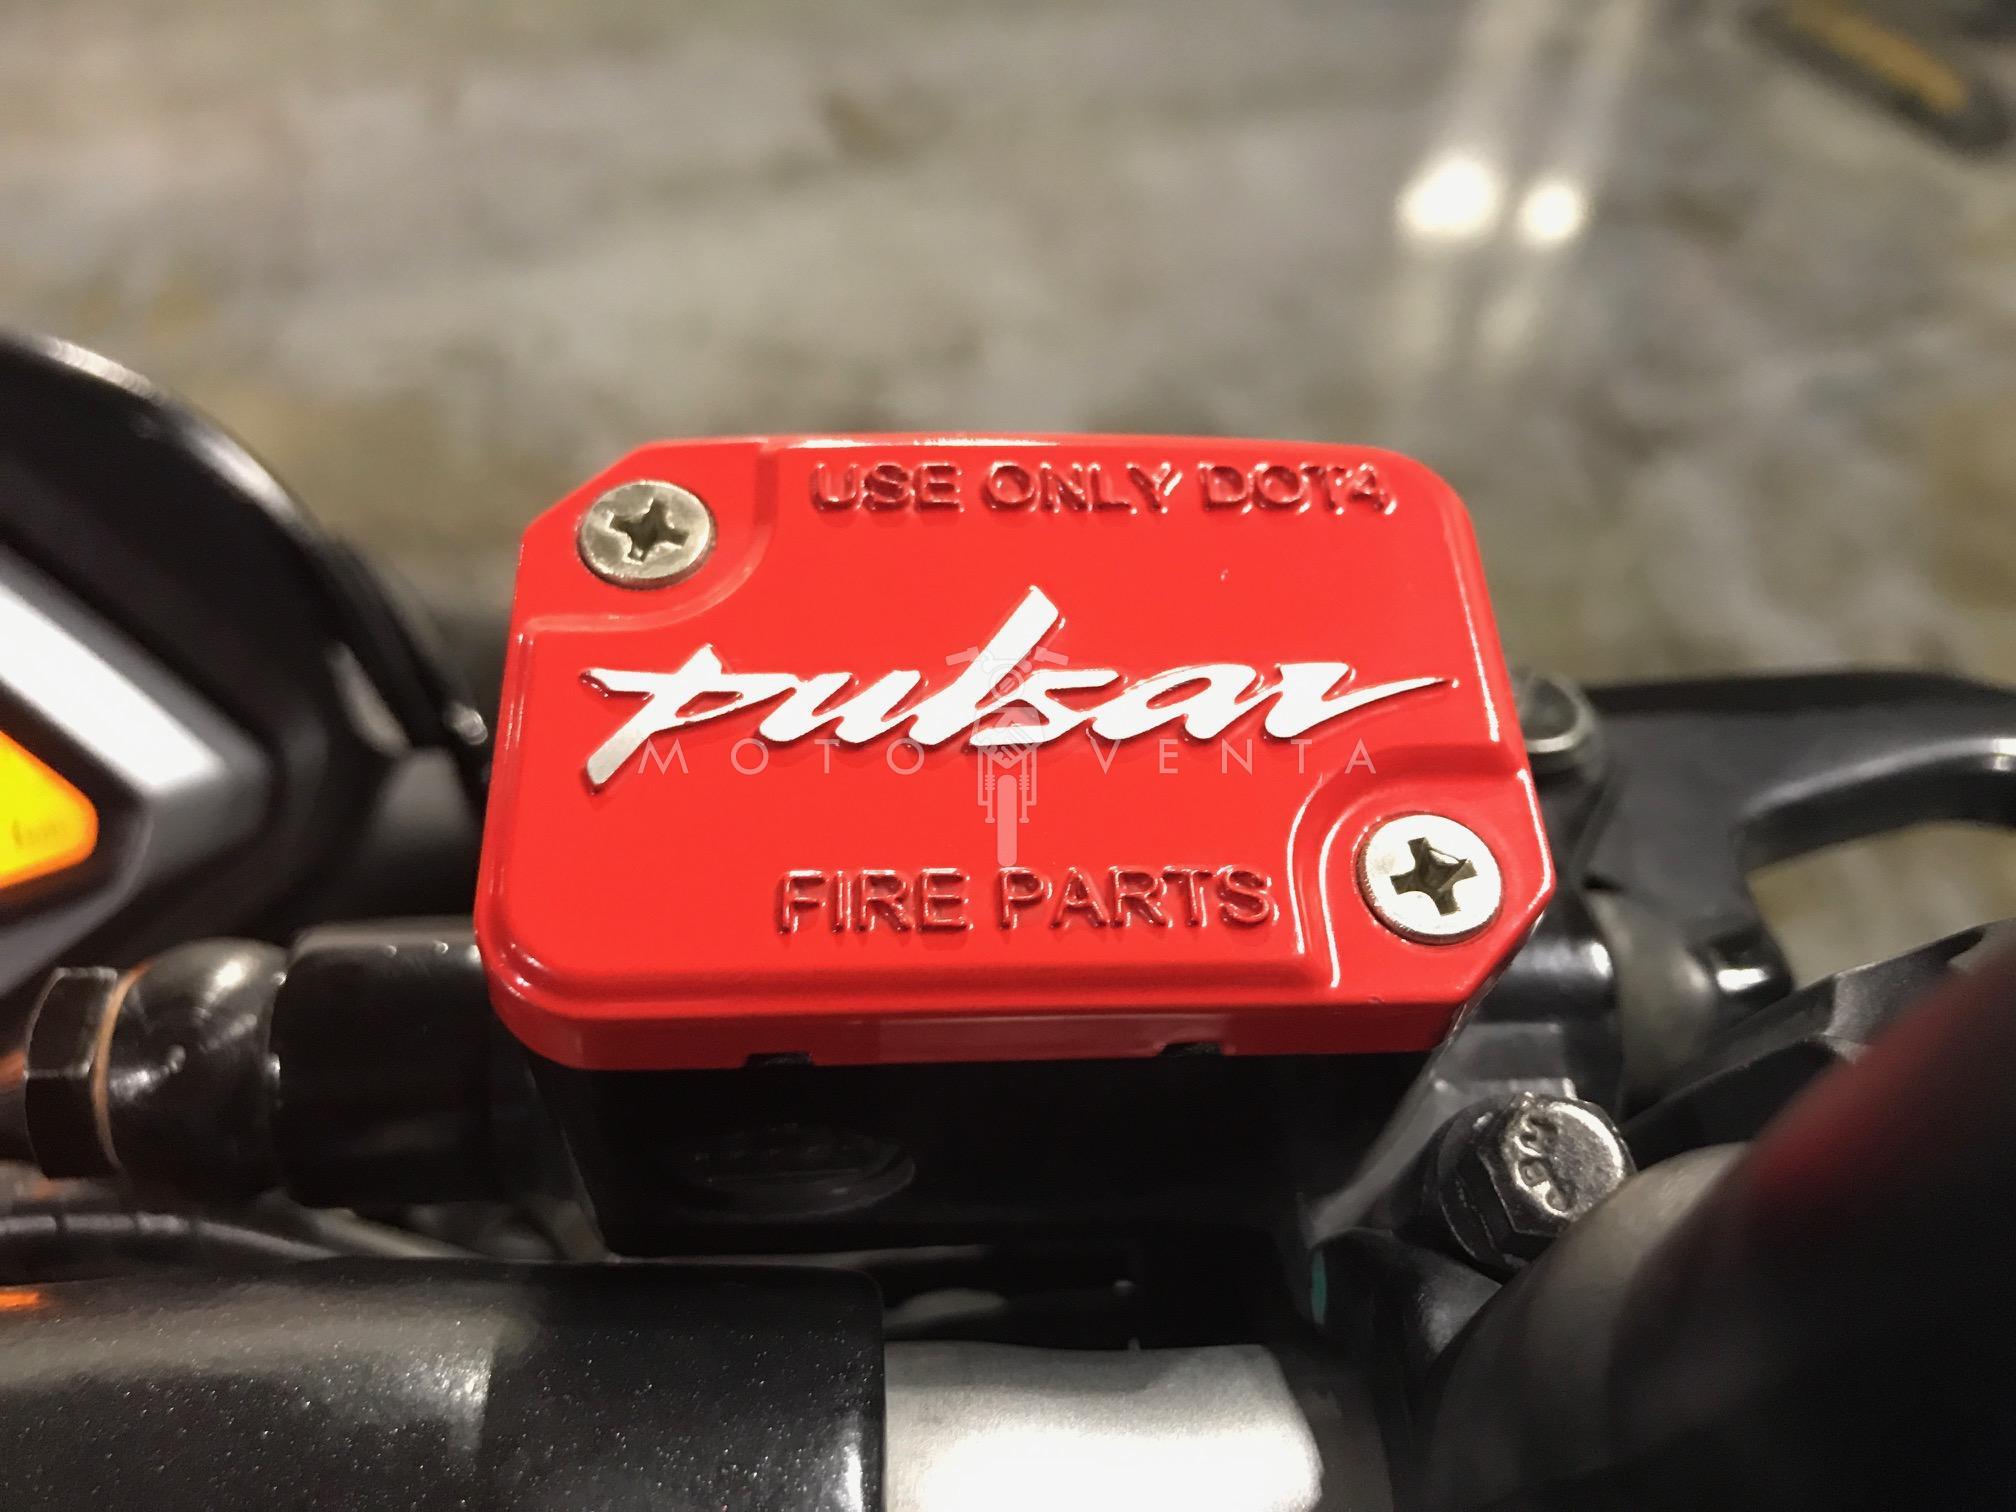 USE ONLY DOT4
pulsar
MOTO VENTA
FIRE PARTS